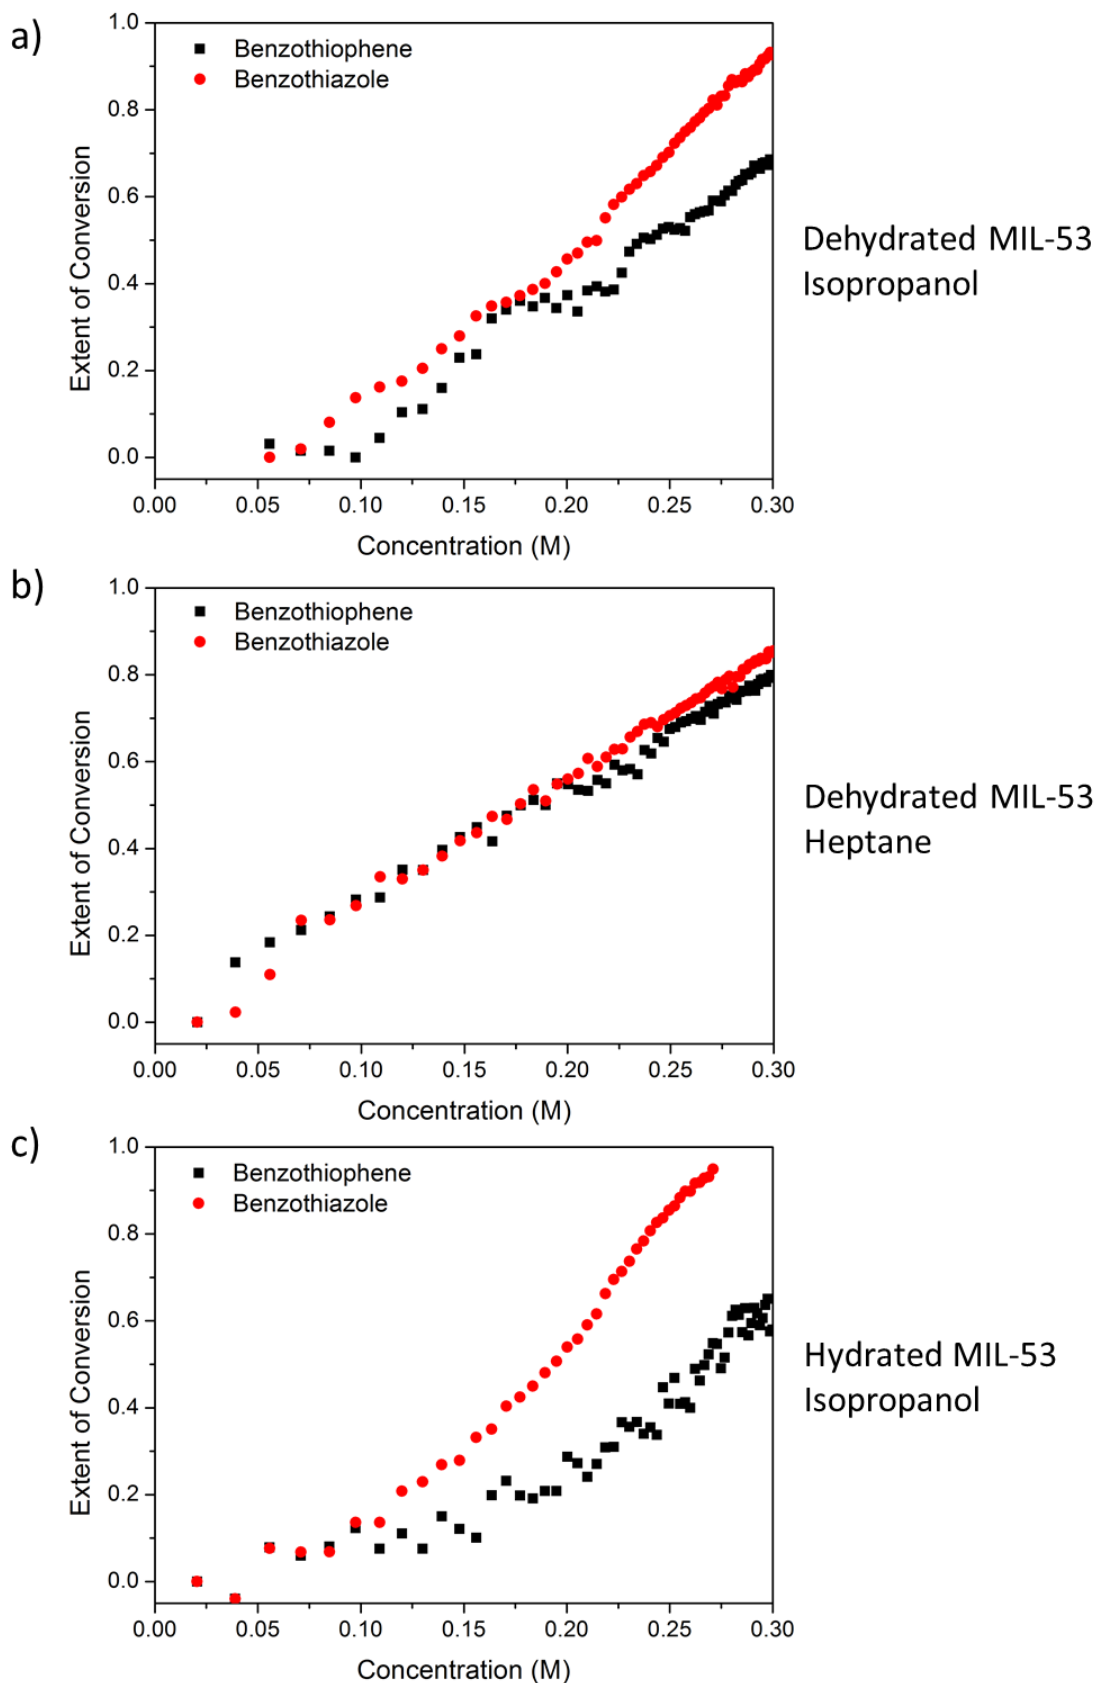 a)
1.0
Benzothiophene
Benzothiazole
0.8
0.6
0.4
0.2
0.0
Extent of Conversion
0.00 0.05 0.10 0.15 0.20 0.25 0.30
Concentration (M)
Dehydrated MIL-53
Isopropanol
b)
1.0
Benzothiophene
Benzothiazole
0.8
0.6
0.4
0.2
0.0
Extent of Conversion
0.00 0.05 0.10 0.15 0.20 0.25 0.30
Concentration (M)
Dehydrated MIL-53
Heptane
c)
1.0
Benzothiophene
Benzothiazole
0.8
0.6
0.4
0.2
0.0
Extent of Conversion
0.00 0.05 0.10 0.15 0.20 0.25 0.30
Concentration (M)
Hydrated MIL-53
Isopropanol